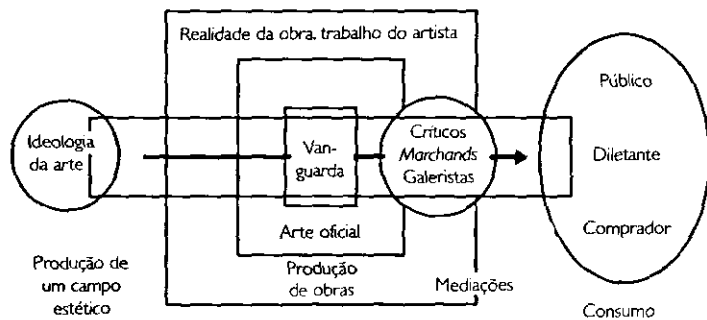 Realidade da obra. trabalho do artista
Ideologia
da arte
Van-
guarda
Críticos
Marchands
Galeristas
Público
Diletante
Comprador
Arte oficial
Produção de
um campo
estético
Produção
de obras
Mediações
Consumo